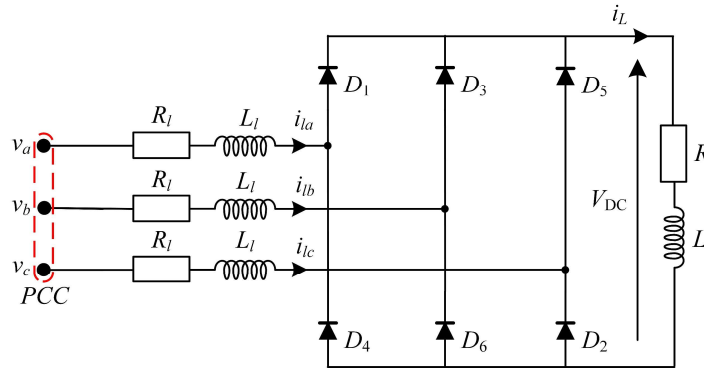 i_L
D_1 D_3 D_5
R_l L_l i_la
v_a
R
R_l L_l i_lb
v_b
V_DC
R_l L_l i_lc
v_c
L
PCC
D_4 D_6 D_2